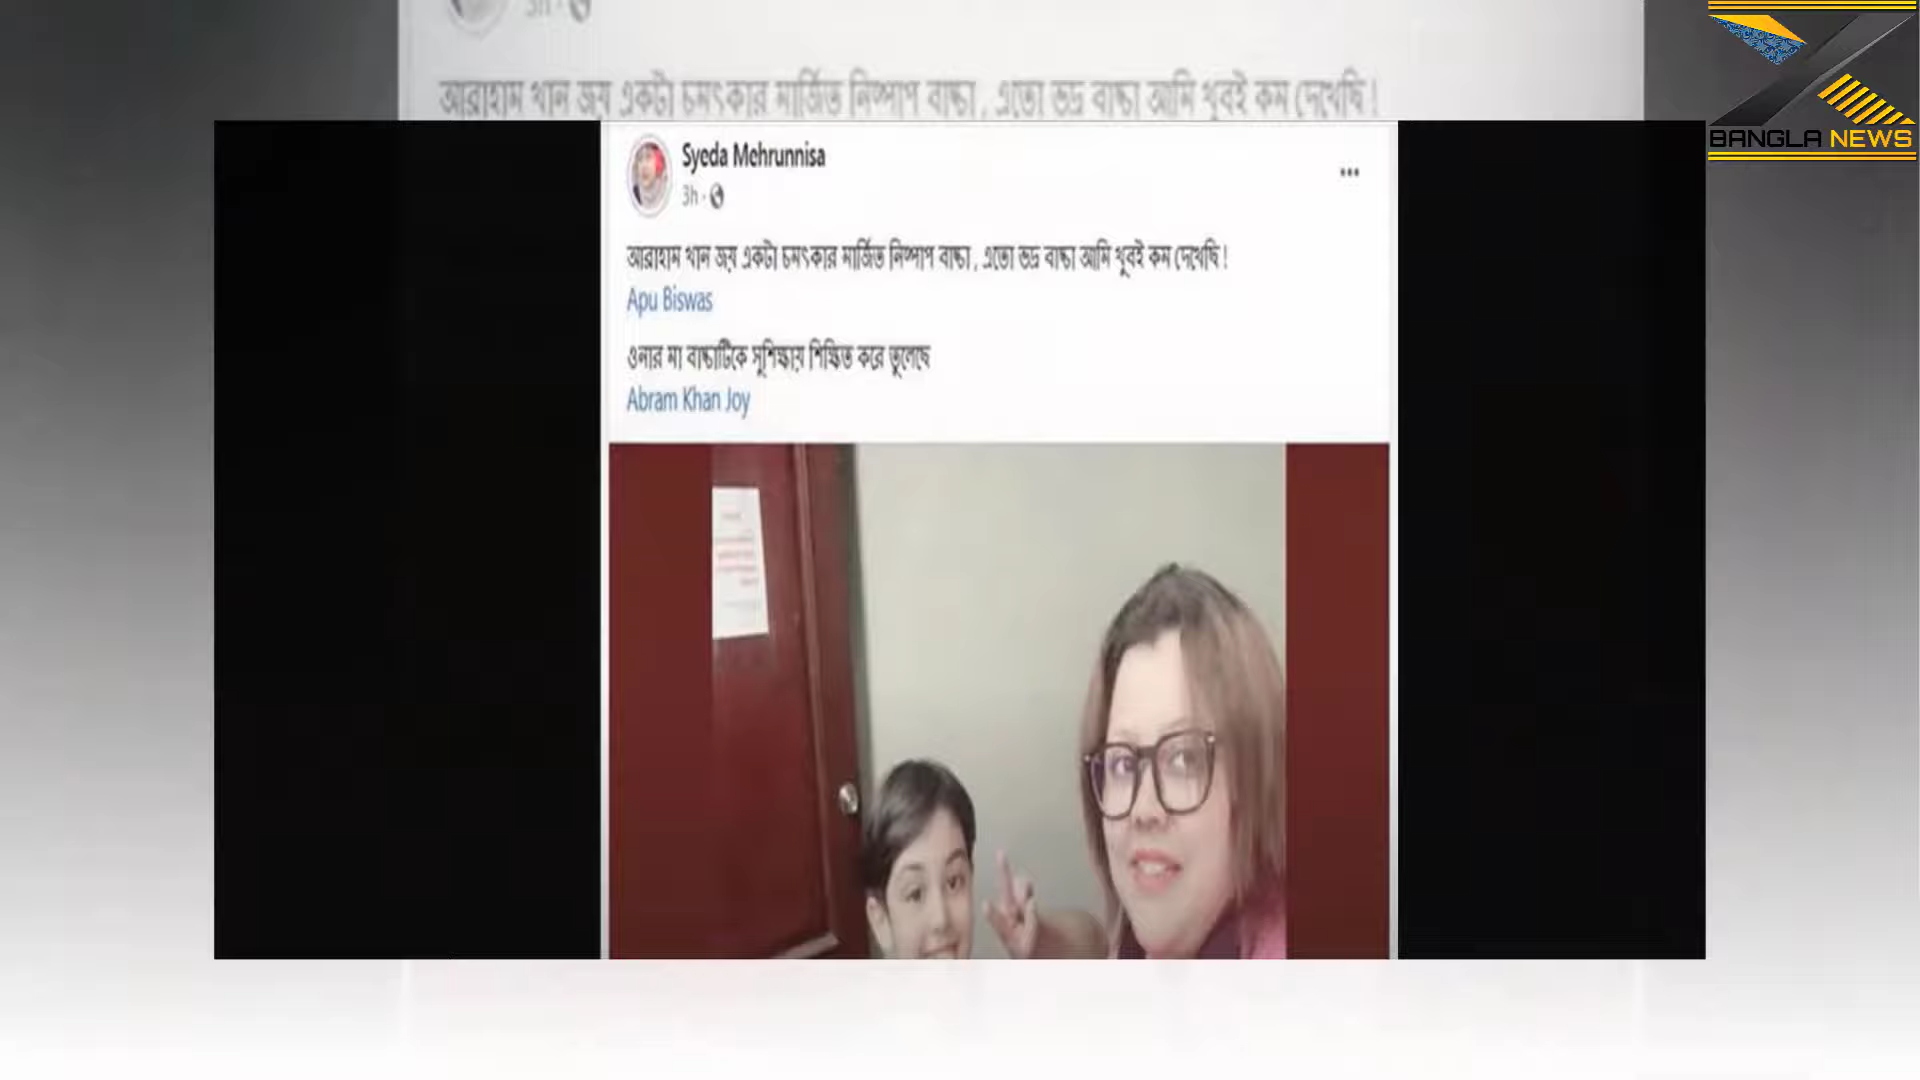 3h
আরাহাম খান জয় একটা চমৎকার মার্জিত নিষ্পাপ বাচ্চা , এতো ভদ্র বাচ্চা আমি খুবই কম দেখেছি !
BANGLA NEWS
Syeda Mehrunnisa
3h
আরাহাম খান জয় একটা চমৎকার মার্জিত নিষ্পাপ বাচ্চা , এতো ভদ্র বাচ্চা আমি খুবই কম দেখেছি !
Apu Biswas
ওনার মা বাচ্চাটিকে সুশিক্ষায় শিক্ষিত করে তুলেছে
Abram Khan Joy